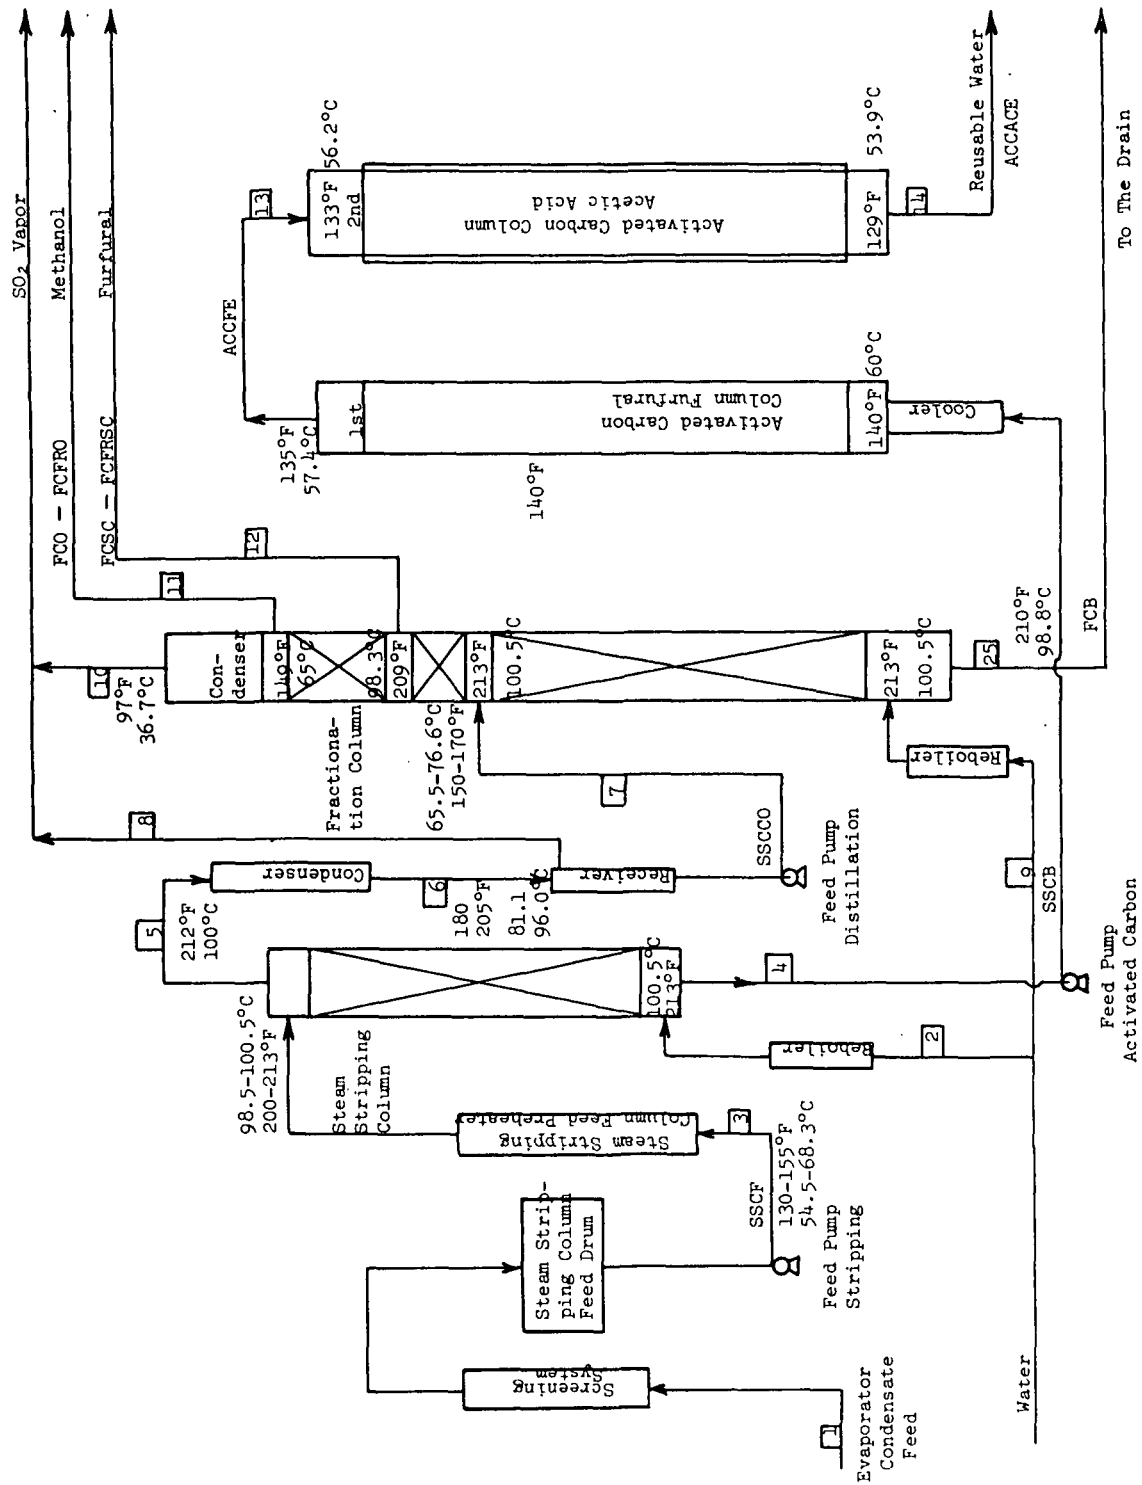 SO₂ Vapor
Methanol
Furfural
FCO - FCFRO
FCSC - FCFRSC
10
97°F
36.7°C
11
12
8
Con-
denser
149°F
65°C
98.3°C
209°F
213°F
100.5°C
213°F
100.5°C
Fractiona-
tion Column
65.5-76.6°C
150-170°F
7
SSCCO
Feed Pump
Distillation
Reboiler
25
210°F
98.8°C
FCB
To The Drain
ACCFE
13
133°F
56.2°C
2nd
Activated Carbon Column
Acetic Acid
129°F
53.9°C
14
Reusable Water
ACCACE
135°F
57.4°C
1st
Activated Carbon
Column Furfural
140°F
140°F
60°C
Cooler
5
212°F
100°C
Condenser
6
180
205°F
81.1
96.0°C
Receiver
98.5-100.5°C
200-213°F
Steam
Stripping
Column
100.5°C
213°F
4
Reboiler
2
9
SSCB
Feed Pump
Activated Carbon
Steam Stripping
Column Feed Preheater
3
SSCF
130-155°F
54.5-68.3°C
Feed Pump
Stripping
Steam Strip-
ping Column
Feed Drum
Screening
System
1
Evaporator
Condensate
Feed
Water